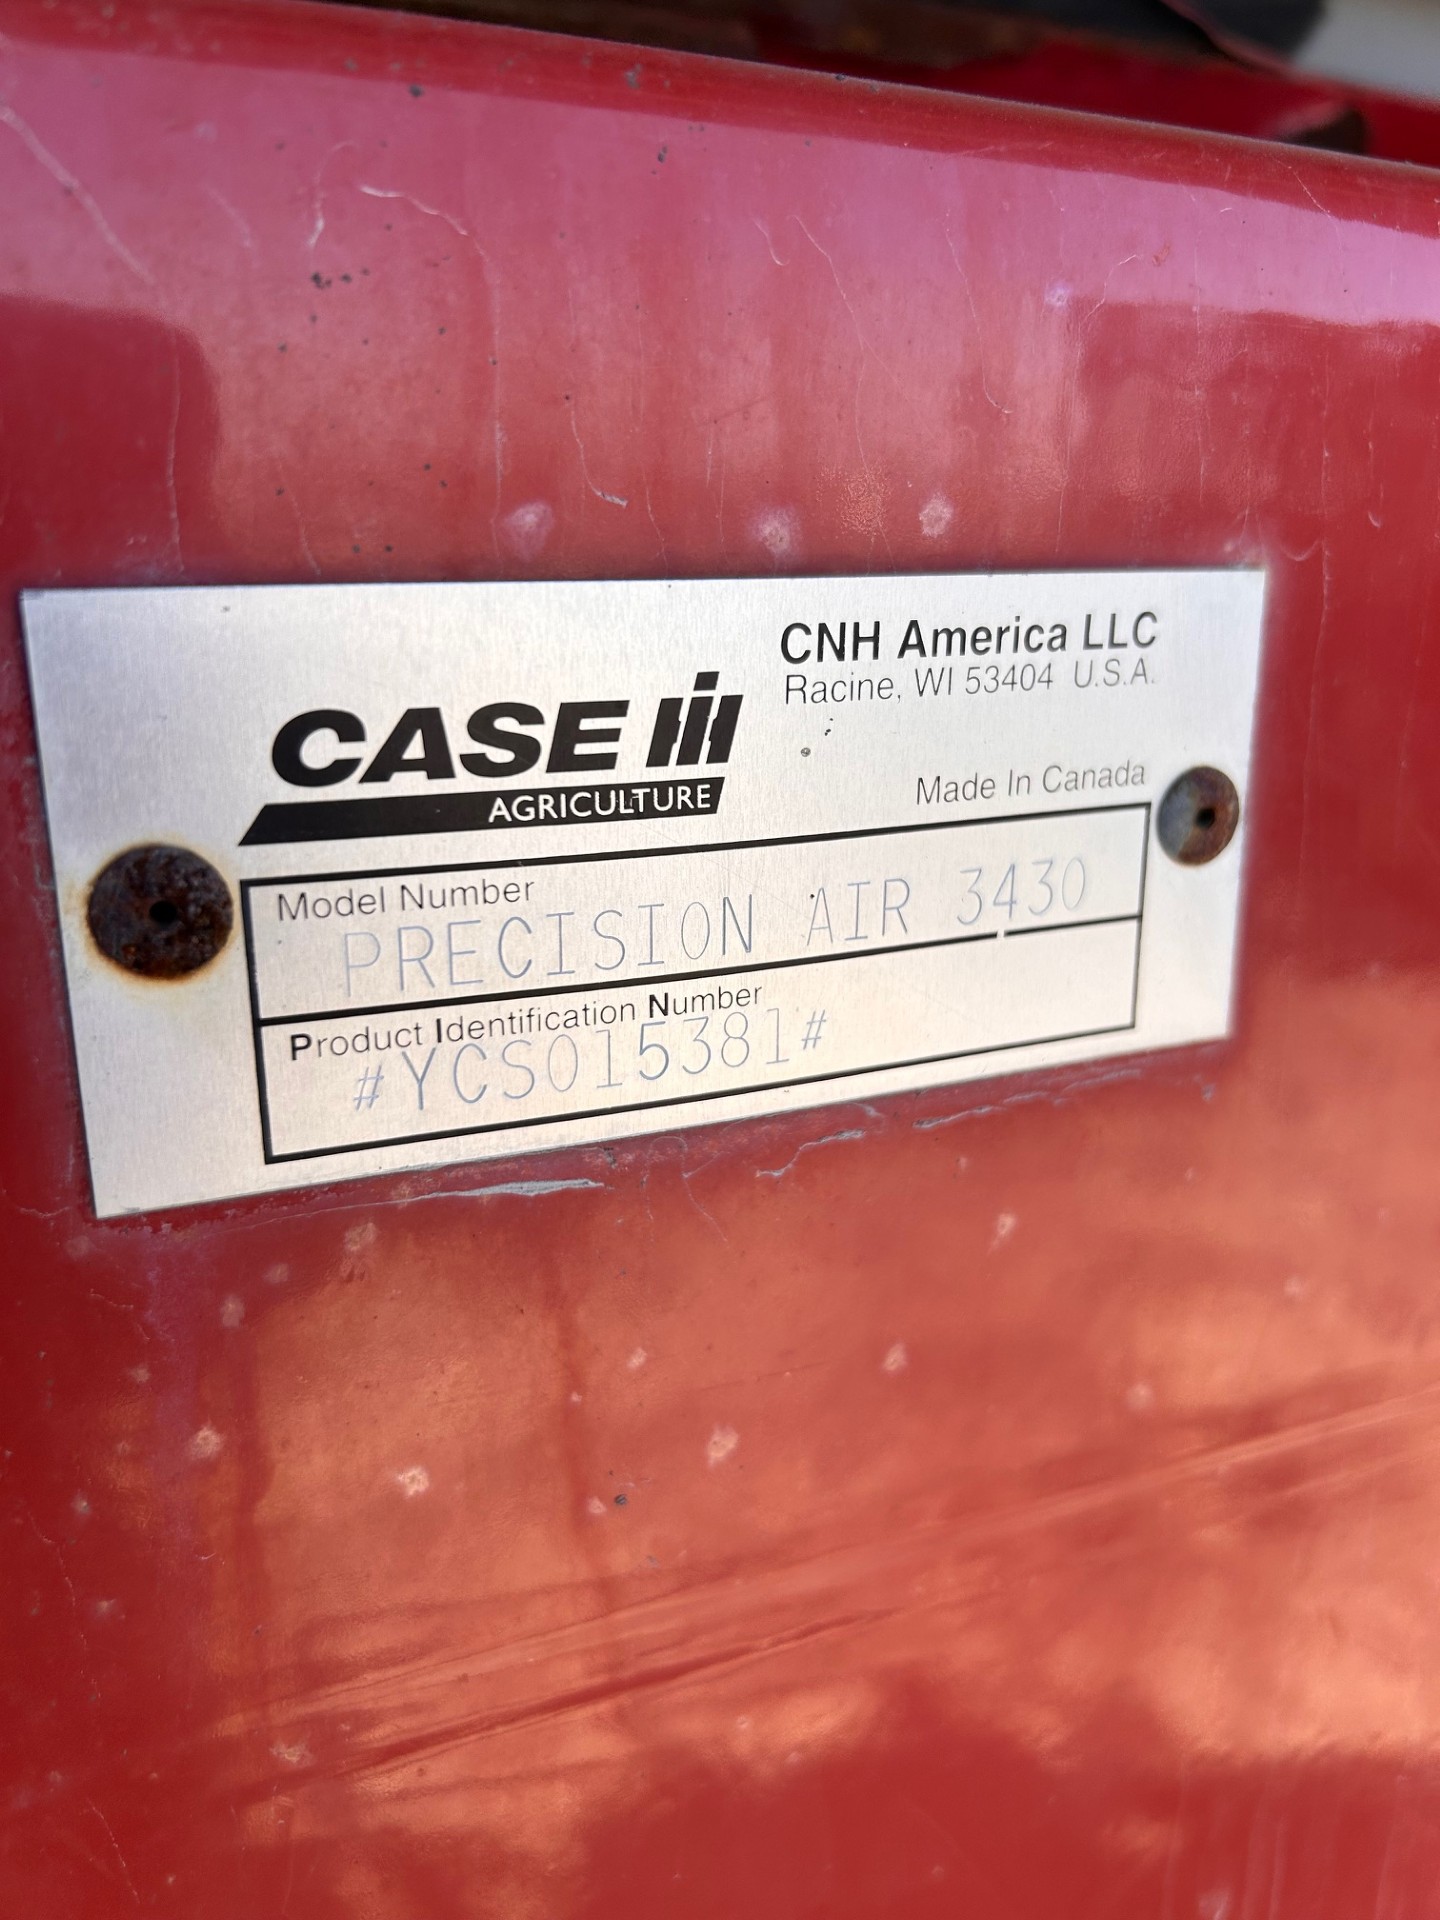 CNH America LLC
Racine, WI 53404 U.S.A.
CASE IH
AGRICULTURE
Made In Canada
Model Number
PRECISION AIR 3430
Product Identification Number
#YCS015381#